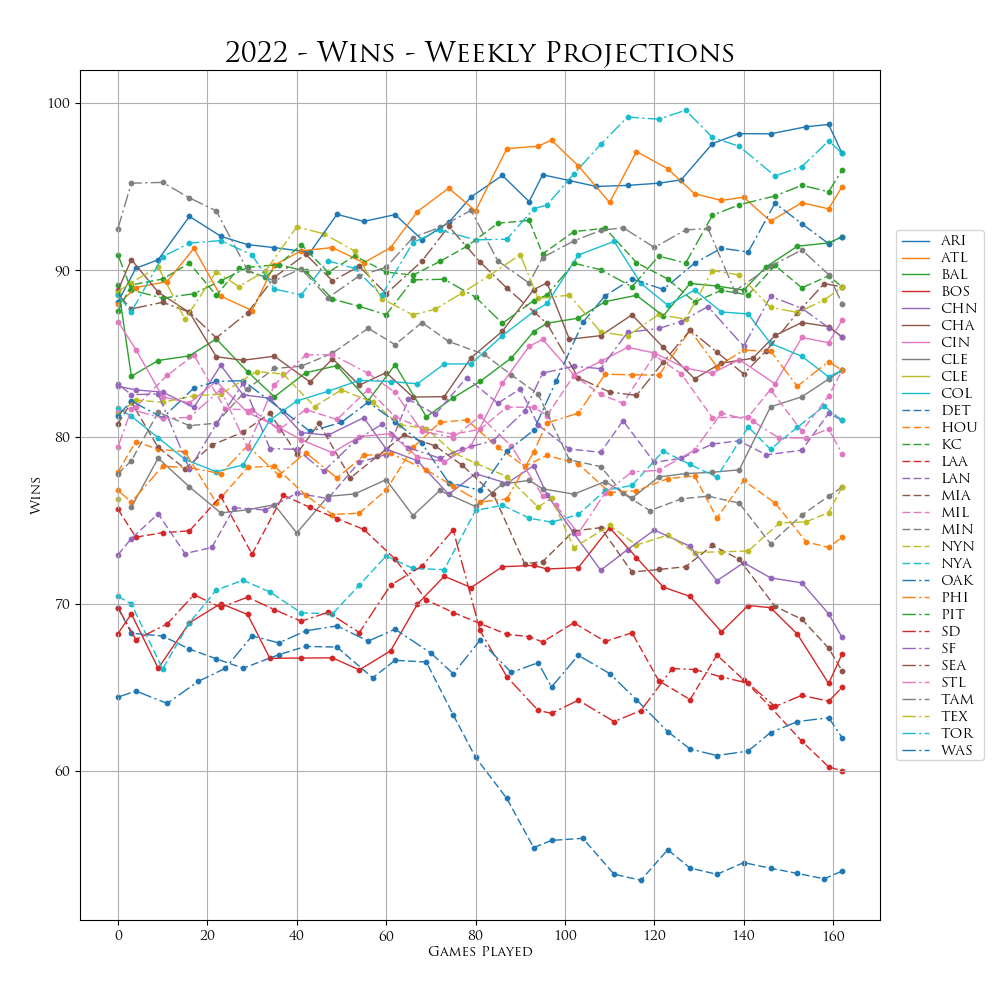 2022 - Wins - Weekly Projections
100
90
80
70
60
Wins
0 20 40 60 80 100 120 140 160
Games Played
ARI
ATL
BAL
BOS
CHN
CHA
CIN
CLE
CLE
COL
DET
HOU
KC
LAA
LAN
MIA
MIL
MIN
NYN
NYA
OAK
PHI
PIT
SD
SF
SEA
STL
TAM
TEX
TOR
WAS